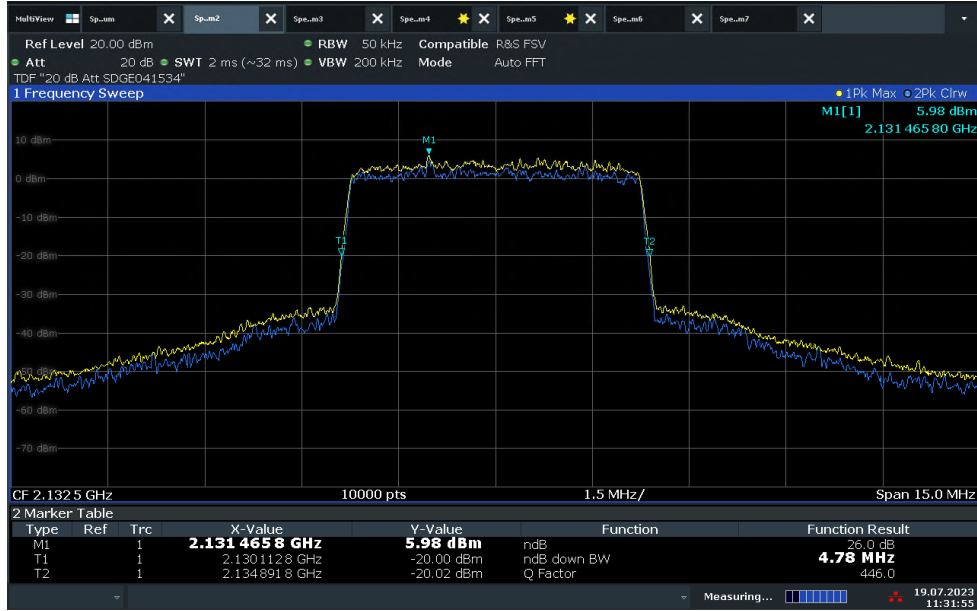 MultiView Sp..um Sp..m2 Spe..m3 Spe..m4 Spe..m5 Spe..m6 Spe..m7
Ref Level 20.00 dBm RBW 50 kHz Compatible R&S FSV
Att 20 dB SWT 2 ms (~32 ms) VBW 200 kHz Mode Auto FFT
TDF "20 dB Att SDGE041534"
1 Frequency Sweep 1Pk Max 2Pk Clrw
M1[1] 5.98 dBm
2.131 465 80 GHz
10 dBm
M1
0 dBm
-10 dBm
T1 T2
-20 dBm
-30 dBm
-40 dBm
-50 dBm
-60 dBm
-70 dBm
CF 2.132 5 GHz 10000 pts 1.5 MHz/ Span 15.0 MHz
2 Marker Table
Type Ref Trc X-Value Y-Value Function Function Result
M1 1 2.131 465 8 GHz 5.98 dBm ndB 26.0 dB
T1 1 2.130 112 8 GHz -20.00 dBm ndB down BW 4.78 MHz
T2 1 2.134 891 8 GHz -20.02 dBm Q Factor 446.0
Measuring... 19.07.2023
11:31:55